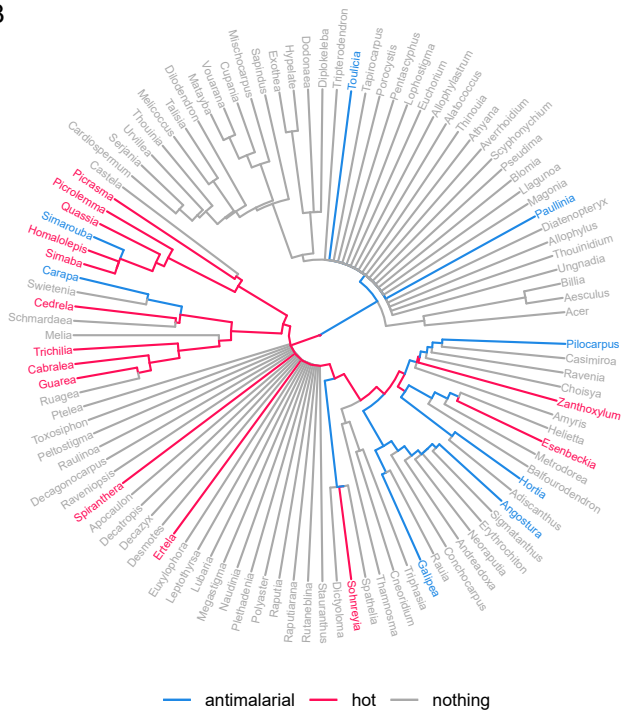 B
Toulicia
Tapirocarpus
Porocystis
Pentascyphus
Lophostigma
Euchorium
Allophylastrum
Alatococcus
Thinouia
Athyana
Averrhoidium
Scyphonychium
Pseudima
Blomia
Llagunoa
Magonia
Paullinia
Diatenopteryx
Allophylus
Thouinidium
Ungnadia
Billia
Aesculus
Acer
Pilocarpus
Casimiroa
Ravenia
Choisya
Zanthoxylum
Amyris
Helietta
Esenbeckia
Metrodorea
Balfourodendron
Hortia
Adiscanthus
Angostura
Sigmatanthus
Erythrochiton
Neoraputia
Andreadoxa
Conchocarpus
Rauia
Galipea
Triphasia
Cneoridium
Thamnosma
Spathelia
Sohnreyia
Dictyoloma
Stauranthus
Rutaneblina
Raputiarana
Raputia
Polyaster
Plethadenia
Naudinia
Megastigma
Lubaria
Leptothyrsa
Eurylophora
Ertela
Desmotes
Decazyx
Decatropis
Apocaulon
Spiranthera
Raveniopsis
Decagonocarpus
Rautinoa
Peltostigma
Toxosiphon
Ptelea
Ruagea
Guarea
Cabralea
Trichilia
Melia
Schmardaea
Cedrela
Swietenia
Carapa
Simaba
Homalolepis
Simarouba
Quassia
Picrolemma
Picrasma
Castela
Cardiospermum
Serjania
Urvillea
Thouinia
Melicoccus
Talisia
Dilodendron
Matayba
Vouarana
Cupania
Mischocarpus
Sapindus
Exothea
Hypelate
Dodonaea
Diplokeleba
Tripterodendron
antimalarial
hot
nothing